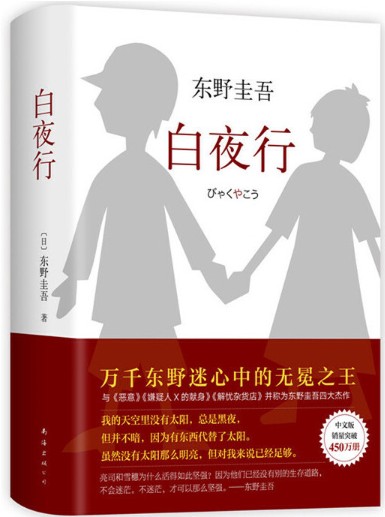 白夜行
〔日〕东野圭吾 著
南海出版公司
东野圭吾
白夜行
びゃくやこう
万千东野迷心中的无冕之王
与《恶意》《嫌疑人X的献身》《解忧杂货店》并称为东野圭吾四大杰作
我的天空里没有太阳，总是黑夜，
但并不暗，因为有东西代替了太阳。
虽然没有太阳那么明亮，但对我来说已经足够。
亮司和雪穗为什么活得如此坚强？因为他们已经没有别的生存道路，
不会迷茫。不迷茫，才可以那么坚强。——东野圭吾
中文版
销量突破
450万册